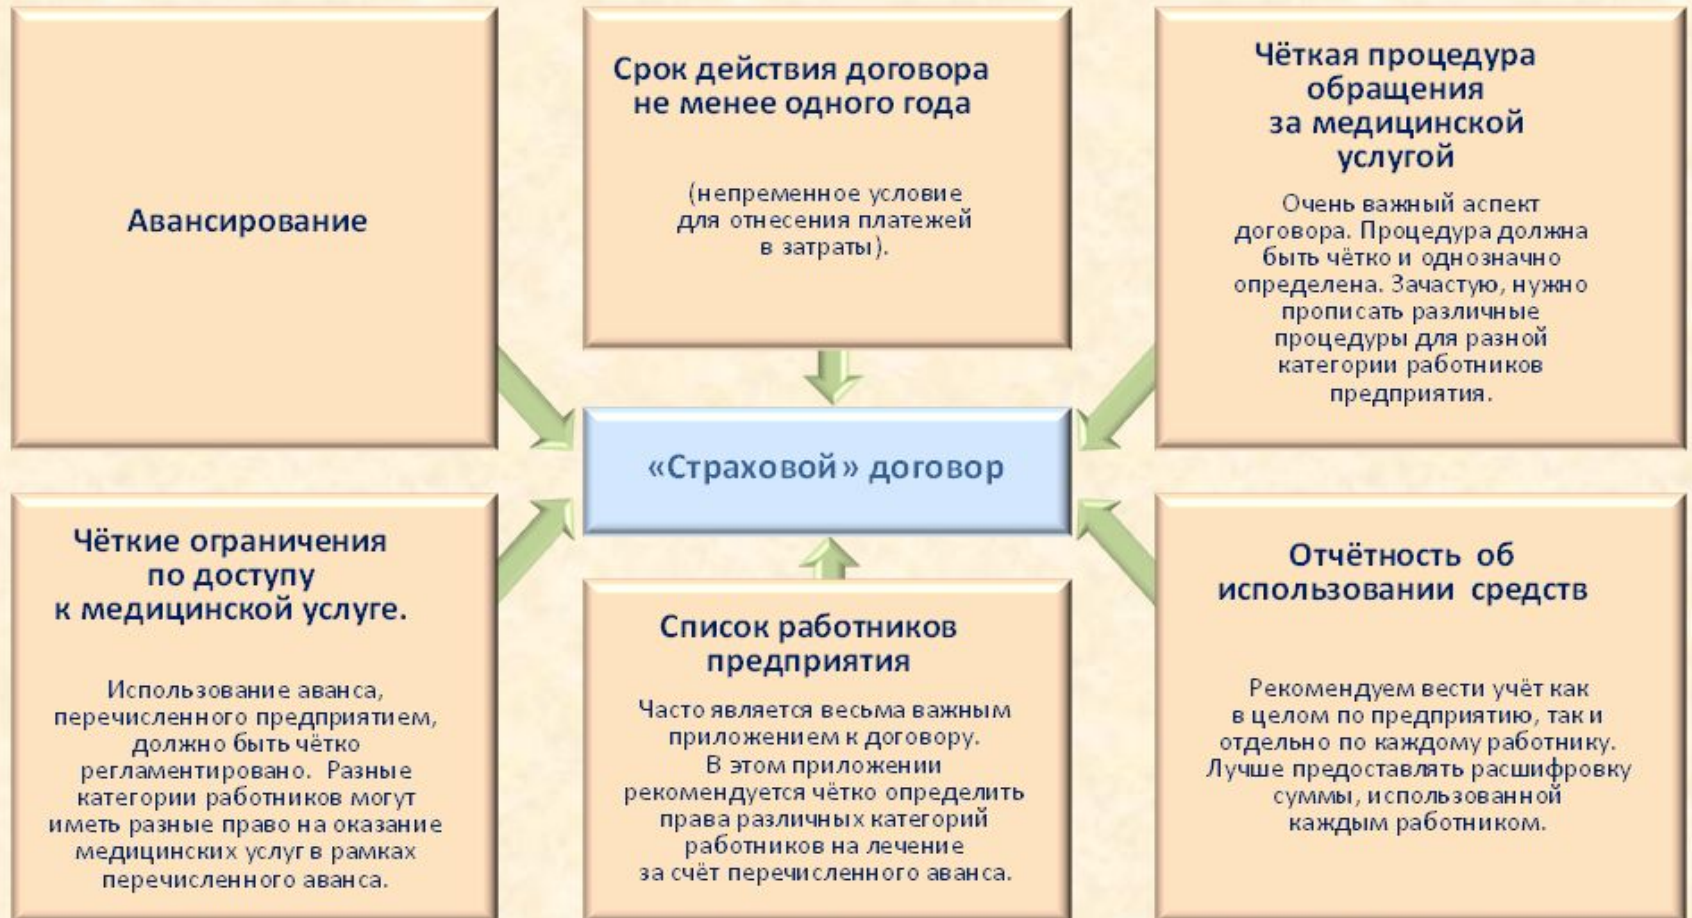 Авансирование
Срок действия договора
не менее одного года
(непременное условие
для отнесения платежей
в затраты).
Чёткая процедура
обращения
за медицинской
услугой
Очень важный аспект
договора. Процедура должна
быть чётко и однозначно
определена. Зачастую, нужно
прописать различные
процедуры для разной
категории работников
предприятия.
«Страховой» договор
Чёткие ограничения
по доступу
к медицинской услуге.
Использование аванса,
перечисленного предприятием,
должно быть чётко
регламентировано. Разные
категории работников могут
иметь разные право на оказание
медицинских услуг в рамках
перечисленного аванса.
Список работников
предприятия
Часто является весьма важным
приложением к договору.
В этом приложении
рекомендуется чётко определить
права различных категорий
работников на лечение
за счёт перечисленного аванса.
Отчётность об
использовании средств
Рекомендуем вести учёт как
в целом по предприятию, так и
отдельно по каждому работнику.
Лучше предоставлять расшифровку
суммы, использованной
каждым работником.